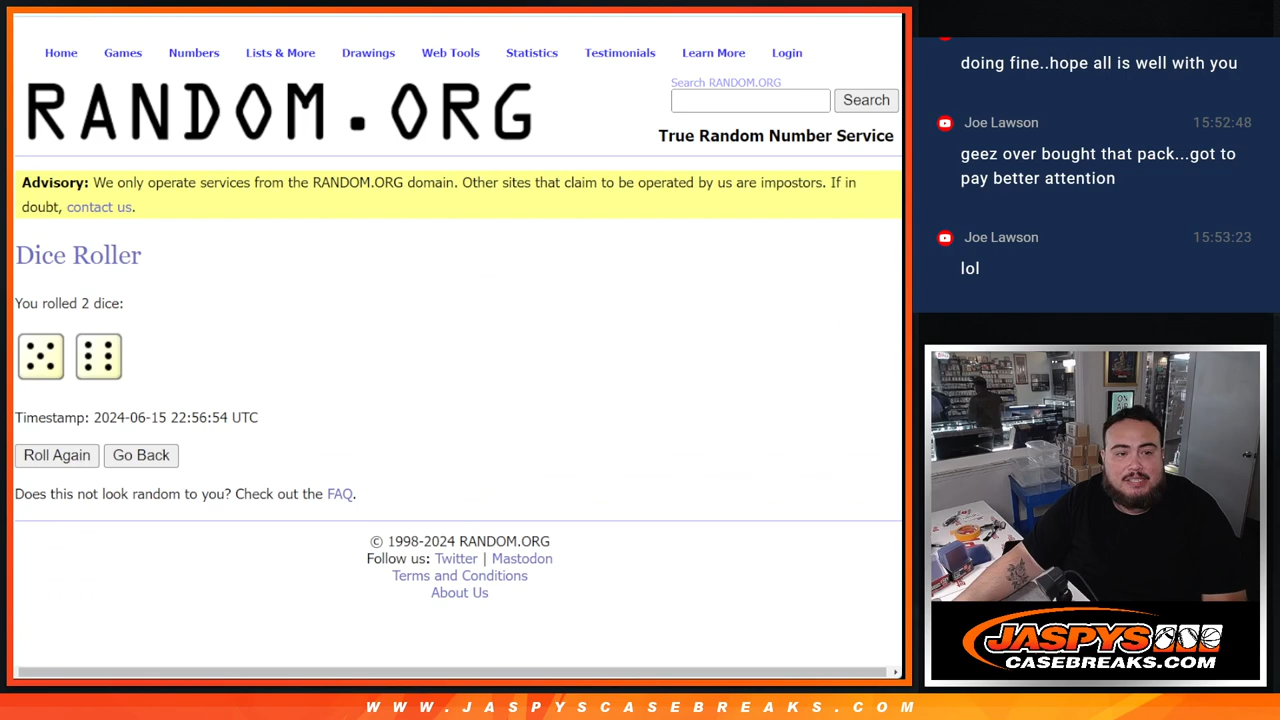 Home Games Numbers Lists & More Drawings Web Tools Statistics Testimonials Learn More Login
RANDOM.ORG
Search RANDOM.ORG
Search
True Random Number Service
Advisory: We only operate services from the RANDOM.ORG domain. Other sites that claim to be operated by us are impostors. If in
doubt, contact us.
Dice Roller
You rolled 2 dice:
Timestamp: 2024-06-15 22:56:54 UTC
Roll Again Go Back
Does this not look random to you? Check out the FAQ.
© 1998-2024 RANDOM.ORG
Follow us: Twitter | Mastodon
Terms and Conditions
About Us
doing fine..hope all is well with you
Joe Lawson 15:52:48
geez over bought that pack...got to
pay better attention
Joe Lawson 15:53:23
lol
ON
AIR
JASPYS
CASEBREAKS.COM
WWW.JASPYSCASEBREAKS.COM